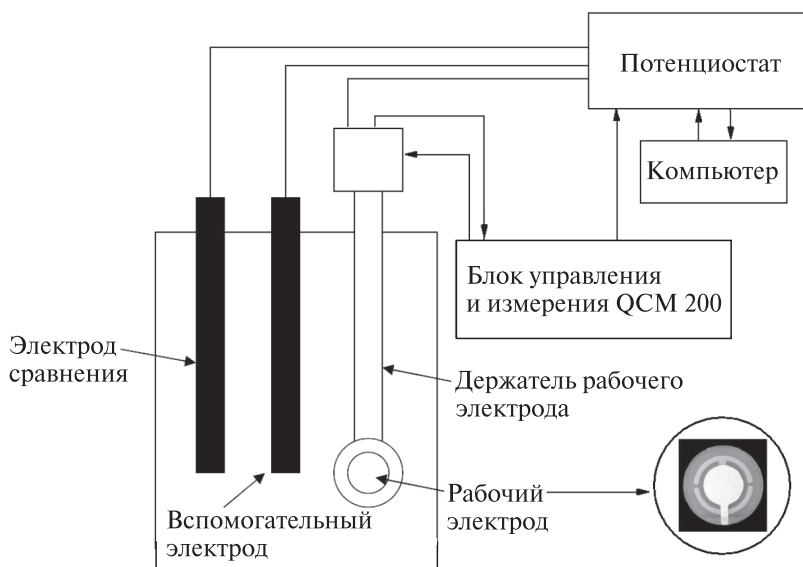 Потенциостат
Компьютер
Блок управления
и измерения QCM 200
Электрод
сравнения
Держатель рабочего
электрода
Вспомогательный
электрод
Рабочий
электрод